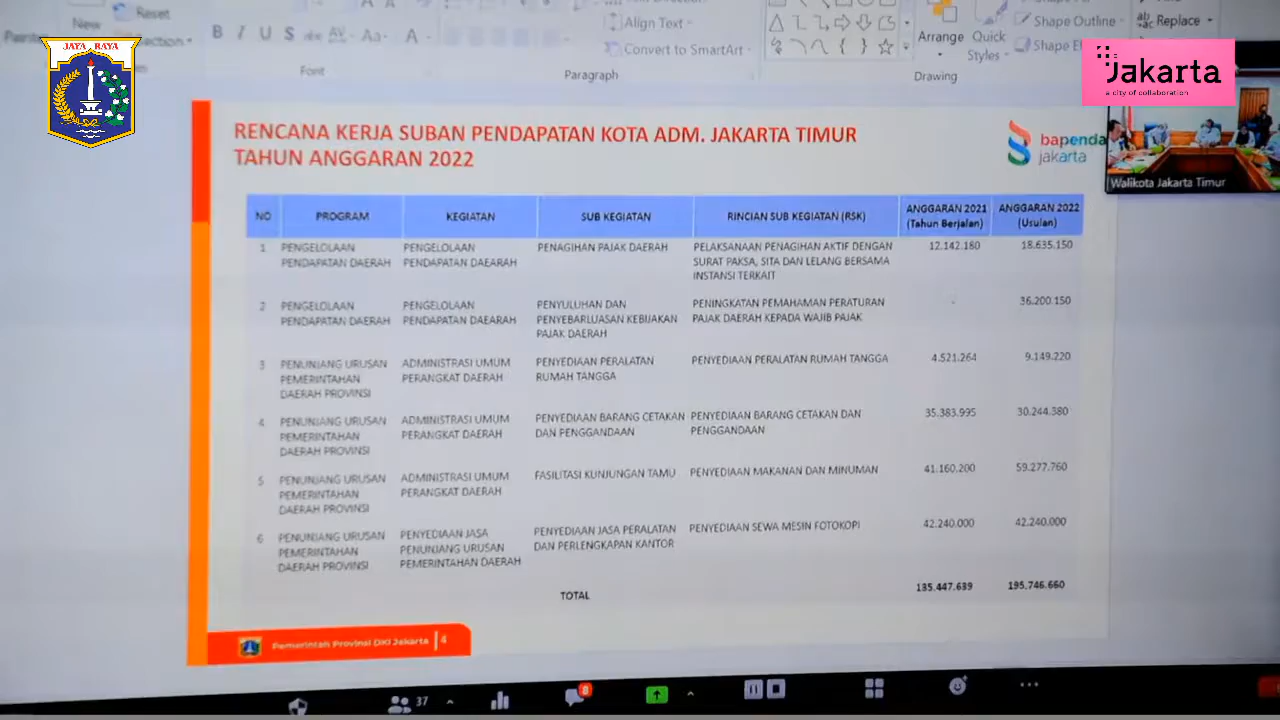 New
Reset
Align Text
Convert to SmartArt
Font
Paragraph
Arrange
Quick
Styles
Drawing
Shape Outline
Replace
JAYA RAYA
Jakarta
a city of collaboration
Walikota Jakarta Timur
RENCANA KERJA SUBAN PENDAPATAN KOTA ADM. JAKARTA TIMUR
TAHUN ANGGARAN 2022
bapenda
jakarta
NO PROGRAM KEGIATAN SUB KEGIATAN RINCIAN SUB KEGIATAN (RSK) ANGGARAN 2021 ANGGARAN 2022
(Tahun Berjalan) (Usulan)
1 PENGELOLAAN PENGELOLAAN PENAGIHAN PAJAK DAERAH PELAKSANAAN PENAGIHAN AKTIF DENGAN 12.142.180 18.635.150
PENDAPATAN DAERAH PENDAPATAN DAEARAH SURAT PAKSA, SITA DAN LELANG BERSAMA
INSTANSI TERKAIT
2 PENGELOLAAN PENGELOLAAN PENYULUHAN DAN PENINGKATAN PEMAHAMAN PERATURAN - 36.200.150
PENDAPATAN DAERAH PENDAPATAN DAEARAH PENYEBARLUASAN KEBIJAKAN PAJAK DAERAH KEPADA WAJIB PAJAK
PAJAK DAERAH
3 PENUNJANG URUSAN ADMINISTRASI UMUM PENYEDIAAN PERALATAN PENYEDIAAN PERALATAN RUMAH TANGGA 4.521.264 9.149.220
PEMERINTAHAN PERANGKAT DAERAH RUMAH TANGGA
DAERAH PROVINSI
4 PENUNJANG URUSAN ADMINISTRASI UMUM PENYEDIAAN BARANG CETAKAN PENYEDIAAN BARANG CETAKAN DAN 35.383.995 30.244.380
PEMERINTAHAN PERANGKAT DAERAH DAN PENGGANDAAN PENGGANDAAN
DAERAH PROVINSI
5 PENUNJANG URUSAN ADMINISTRASI UMUM FASILITASI KUNJUNGAN TAMU PENYEDIAAN MAKANAN DAN MINUMAN 41.160.200 59.277.760
PEMERINTAHAN PERANGKAT DAERAH
DAERAH PROVINSI
6 PENUNJANG URUSAN PENYEDIAAN JASA PENYEDIAAN JASA PERALATAN PENYEDIAAN SEWA MESIN FOTOKOPI 42.240.000 42.240.000
PEMERINTAHAN PENUNJANG URUSAN DAN PERLENGKAPAN KANTOR
DAERAH PROVINSI PEMERINTAHAN DAERAH
TOTAL 135.447.639 195.746.660
Pemerintah Provinsi DKI Jakarta 4
37
8